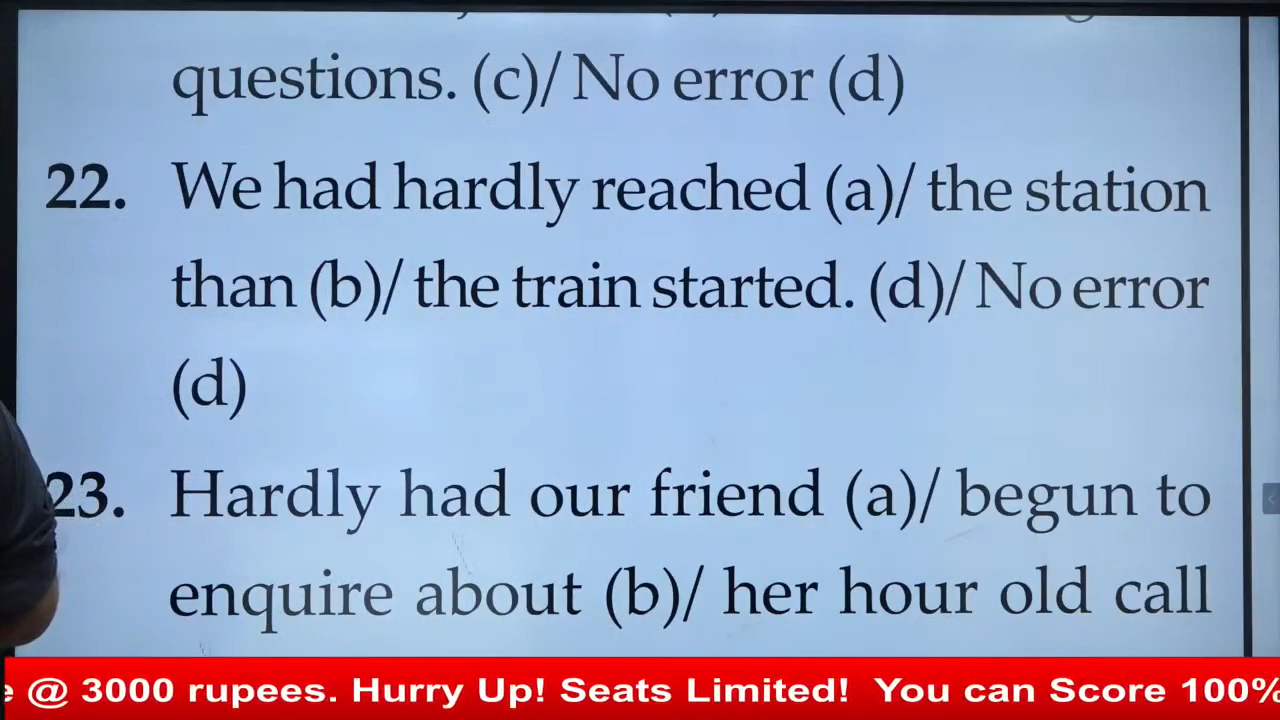 questions. (c)/ No error (d)
22. We had hardly reached (a)/ the station
than (b)/ the train started. (d)/ No error
(d)
23. Hardly had our friend (a)/ begun to
enquire about (b)/ her hour old call
@ 3000 rupees. Hurry Up! Seats Limited! You can Score 100%